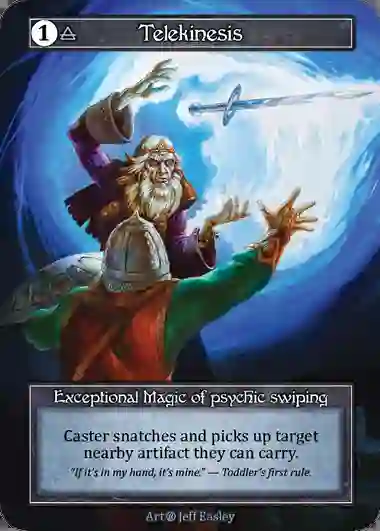 1
Telekinesis
Exceptional Magic of psychic swiping
Caster snatches and picks up target
nearby artifact they can carry.
"If it's in my hand, it's mine." — Toddler's first rule.
Art @ Jeff Easley